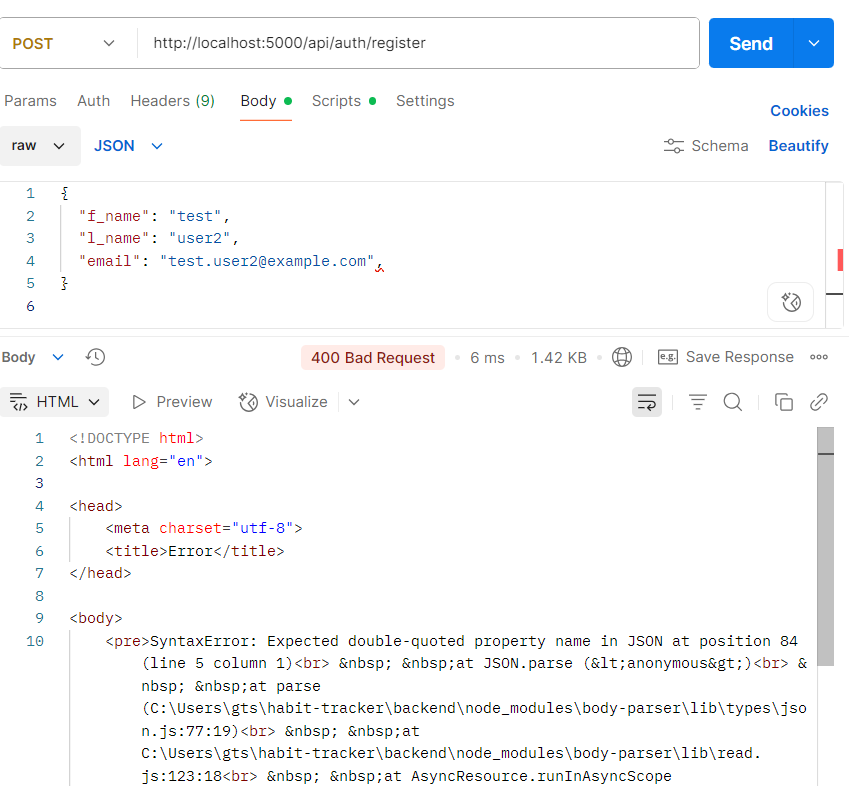 POST http://localhost:5000/api/auth/register Send
Params Auth Headers (9) Body Scripts Settings
Cookies
raw JSON Schema Beautify
1 {
2 "f_name": "test",
3 "l_name": "user2",
4 "email": "test.user2@example.com",
5 }
6
Body 400 Bad Request 6 ms 1.42 KB e.g. Save Response
HTML Preview Visualize
1 <!DOCTYPE html>
2 <html lang="en">
3
4 <head>
5 <meta charset="utf-8">
6 <title>Error</title>
7 </head>
8
9 <body>
10 <pre>SyntaxError: Expected double-quoted property name in JSON at position 84
(line 5 column 1)<br> &nbsp; &nbsp;at JSON.parse (&lt;anonymous&gt;)<br> &
nbsp; &nbsp;at parse
(C:\Users\gts\habit-tracker\backend\node_modules\body-parser\lib\types\jso
n.js:77:19)<br> &nbsp; &nbsp;at
C:\Users\gts\habit-tracker\backend\node_modules\body-parser\lib\read.
js:123:18<br> &nbsp; &nbsp;at AsyncResource.runInAsyncScope